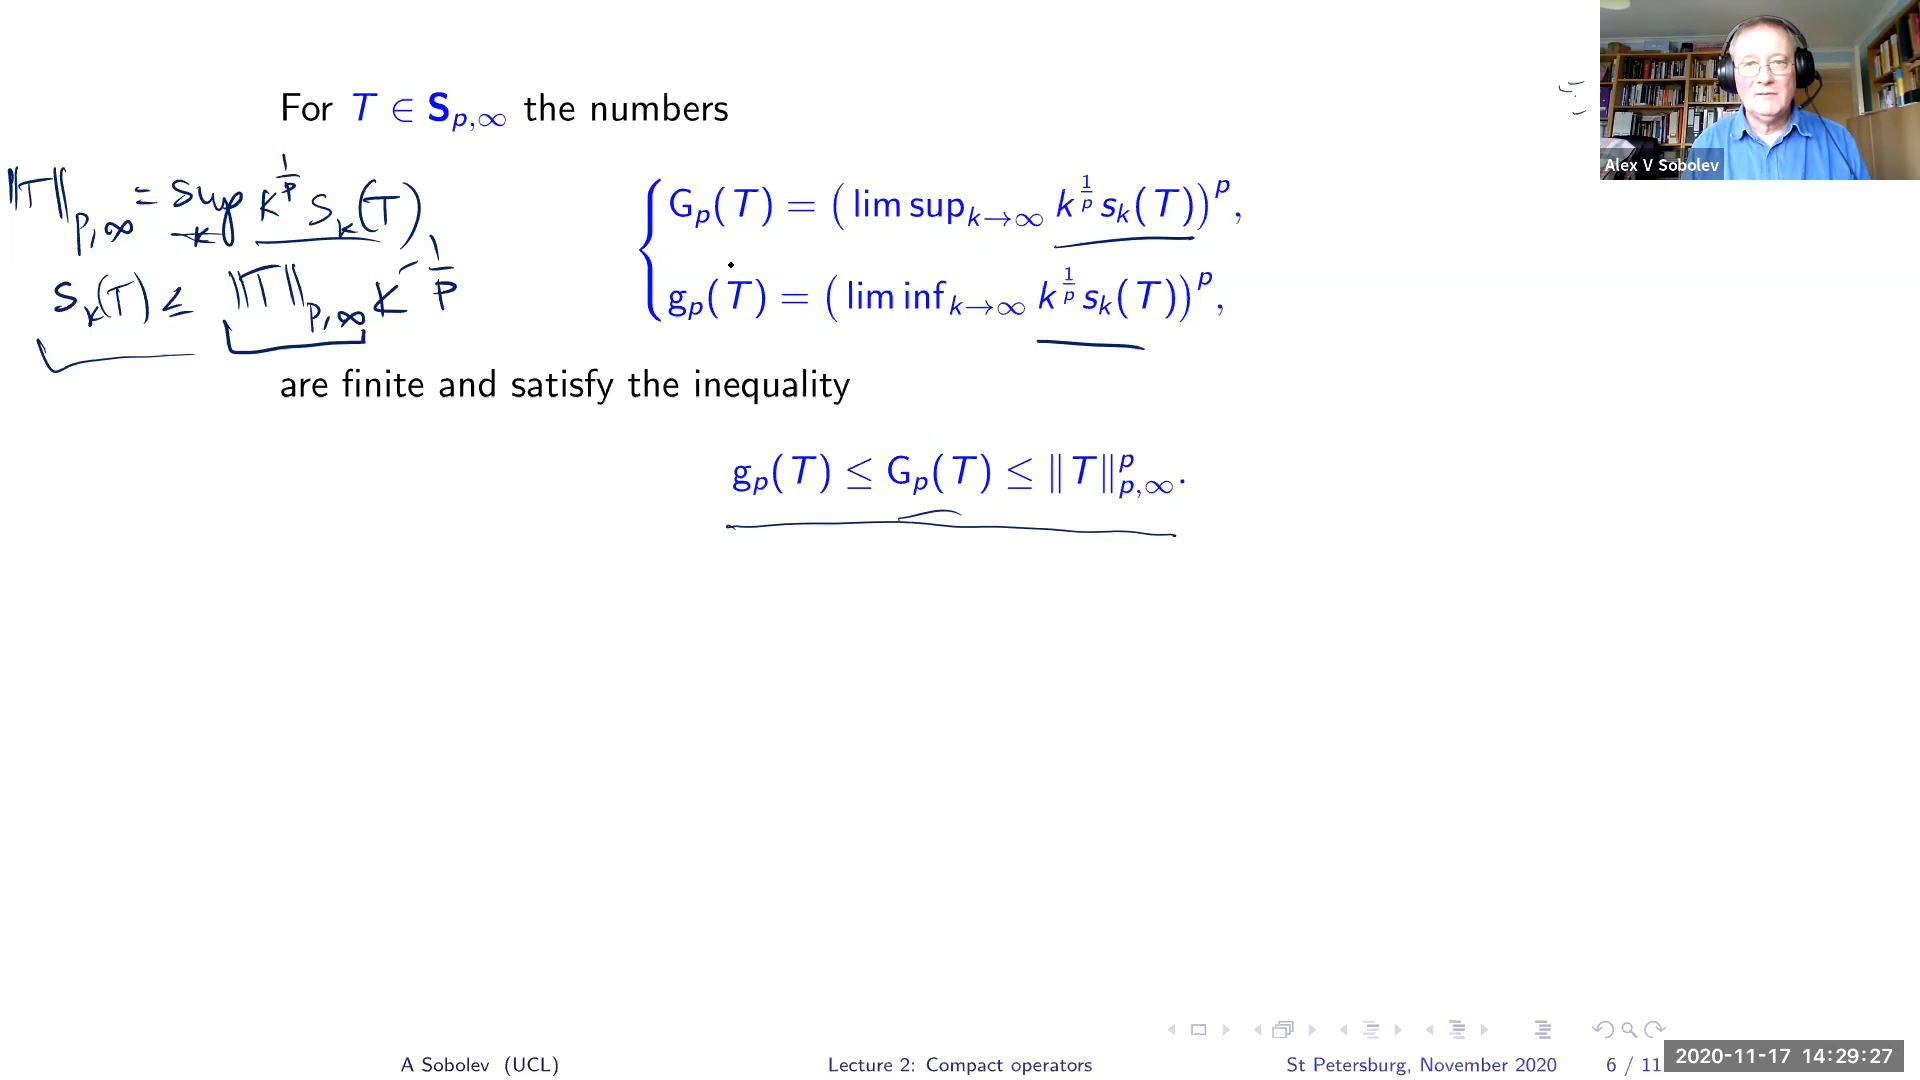 For T ∈ S_{p,∞} the numbers
‖T‖_{p,∞} = sup_k k^{1/p} s_k(T),
G_p(T) = (lim sup_{k→∞} k^{1/p} s_k(T))^p,
s_k(T) ≤ ‖T‖_{p,∞} k^{-1/p}
g_p(T) = (lim inf_{k→∞} k^{1/p} s_k(T))^p,
are finite and satisfy the inequality
g_p(T) ≤ G_p(T) ≤ ‖T‖^p_{p,∞}.
Alex V Sobolev
A Sobolev (UCL) Lecture 2: Compact operators St Petersburg, November 2020 6 / 11
2020-11-17 14:29:27